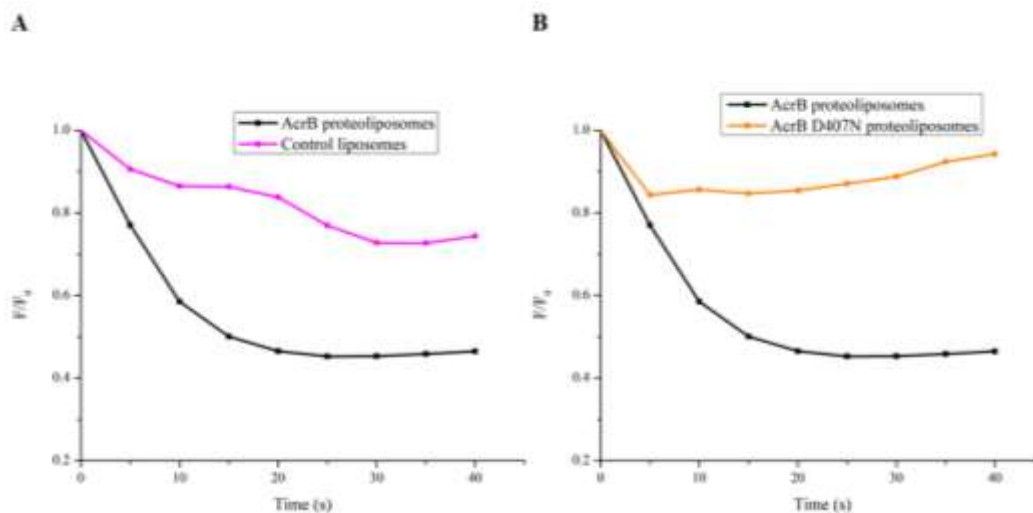 A
B
AcrB proteoliposomes
Control liposomes
AcrB proteoliposomes
AcrB D407N proteoliposomes
1.0
0.8
0.6
0.4
0.2
F/F₀
0
10
20
30
40
Time (s)
1.0
0.8
0.6
0.4
0.2
F/F₀
0
10
20
30
40
Time (s)